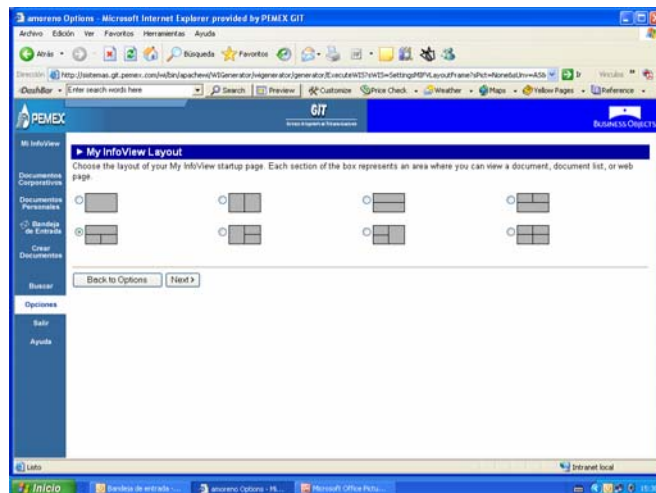 amoreno Options - Microsoft Internet Explorer provided by PEMEX GIT
Archivo Edición Ver Favoritos Herramientas Ayuda
Atrás Búsqueda Favoritos
Dirección Ir Vínculos
DashBar Enter search words here Search Preview Customize Price Check Weather Maps Yellow Pages Reference
PEMEX GIT BUSINESS OBJECTS
Mi InfoView
My InfoView Layout
Choose the layout of your My InfoView startup page. Each section of the box represents an area where you can view a document, document list, or web page.
Documentos Corporativos
Documentos Personales
Bandeja de Entrada
Crear Documentos
Back to Options Next >
Buscar
Opciones
Salir
Ayuda
Listo Intranet local
Inicio Bandeja de entrada -... amoreno Options - Mi... Microsoft Office Pictu...